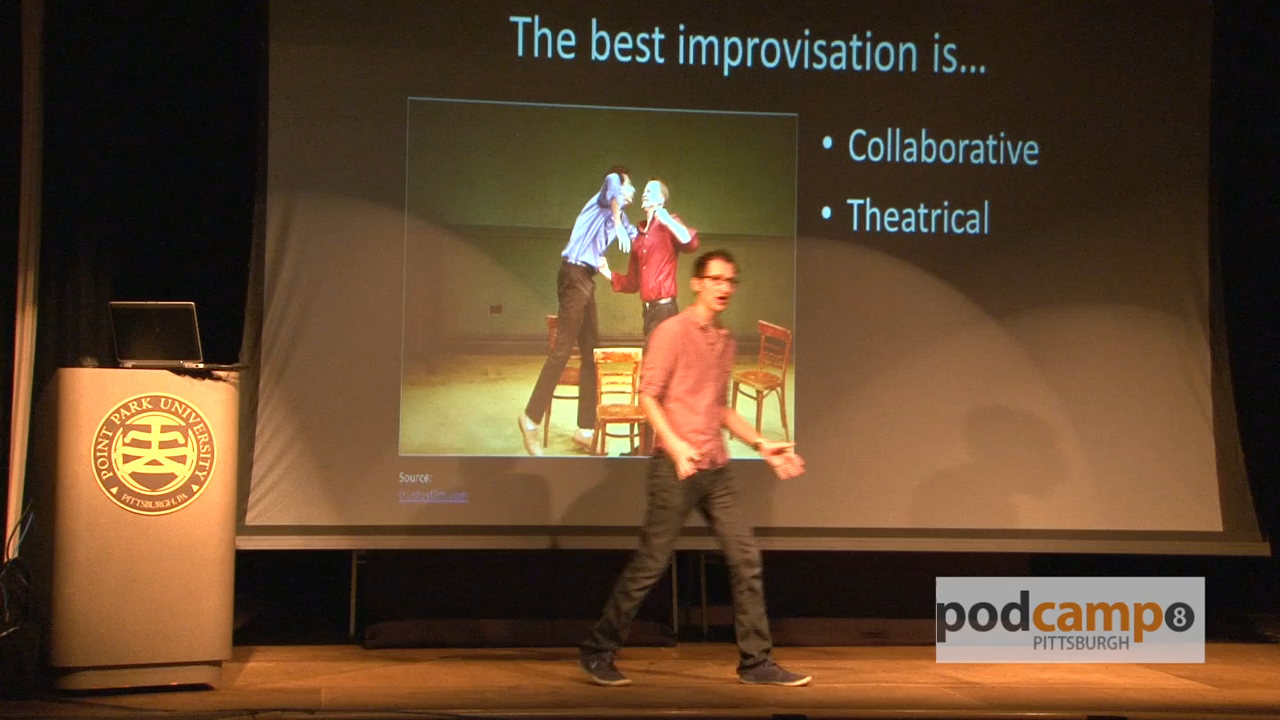 The best improvisation is...
• Collaborative
• Theatrical
Source:
POINT PARK UNIVERSITY
PITTSBURGH, PA
podcamp8
PITTSBURGH